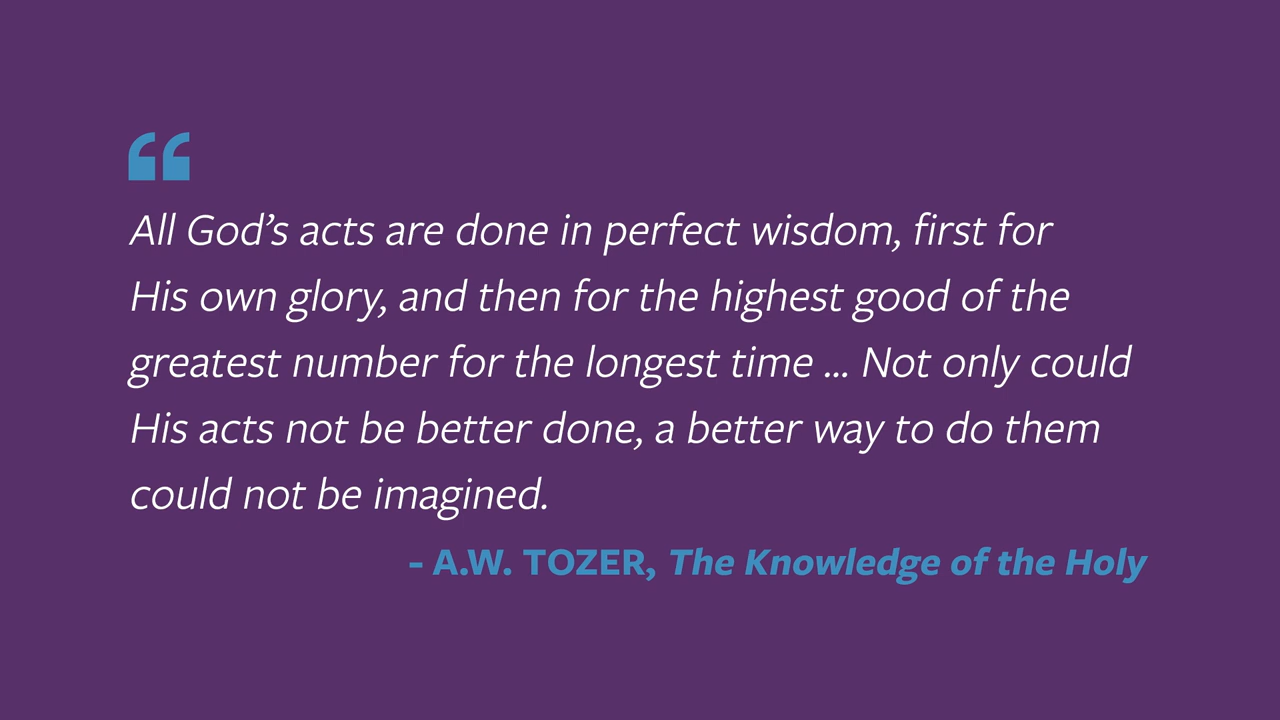 “
All God’s acts are done in perfect wisdom, first for
His own glory, and then for the highest good of the
greatest number for the longest time ... Not only could
His acts not be better done, a better way to do them
could not be imagined.
- A.W. TOZER, The Knowledge of the Holy